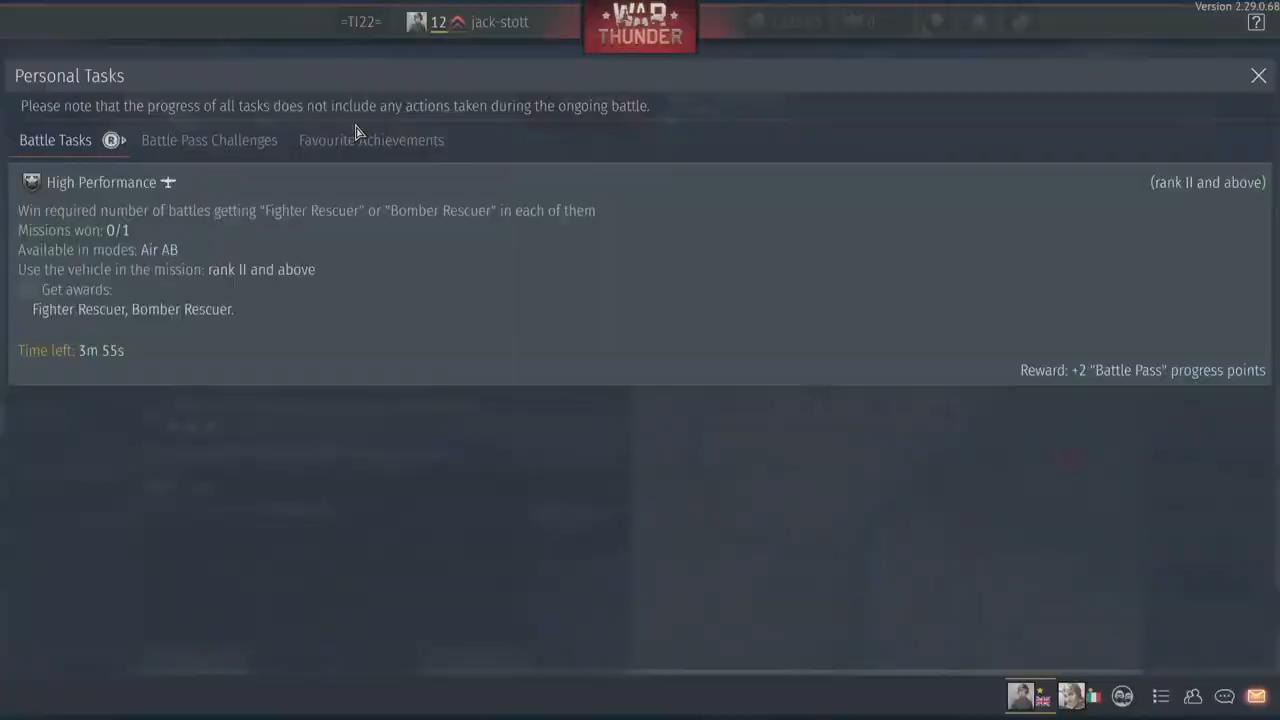 Version 2.29.0.68
=TI22= 12 jack-stott
WAR
THUNDER
?
Personal Tasks
Please note that the progress of all tasks does not include any actions taken during the ongoing battle.
Battle Tasks R Battle Pass Challenges Favourite Achievements
High Performance (rank II and above)
Win required number of battles getting "Fighter Rescuer" or "Bomber Rescuer" in each of them
Missions won: 0/1
Available in modes: Air AB
Use the vehicle in the mission: rank II and above
Get awards:
Fighter Rescuer, Bomber Rescuer.
Time left: 3m 55s
Reward: +2 "Battle Pass" progress points